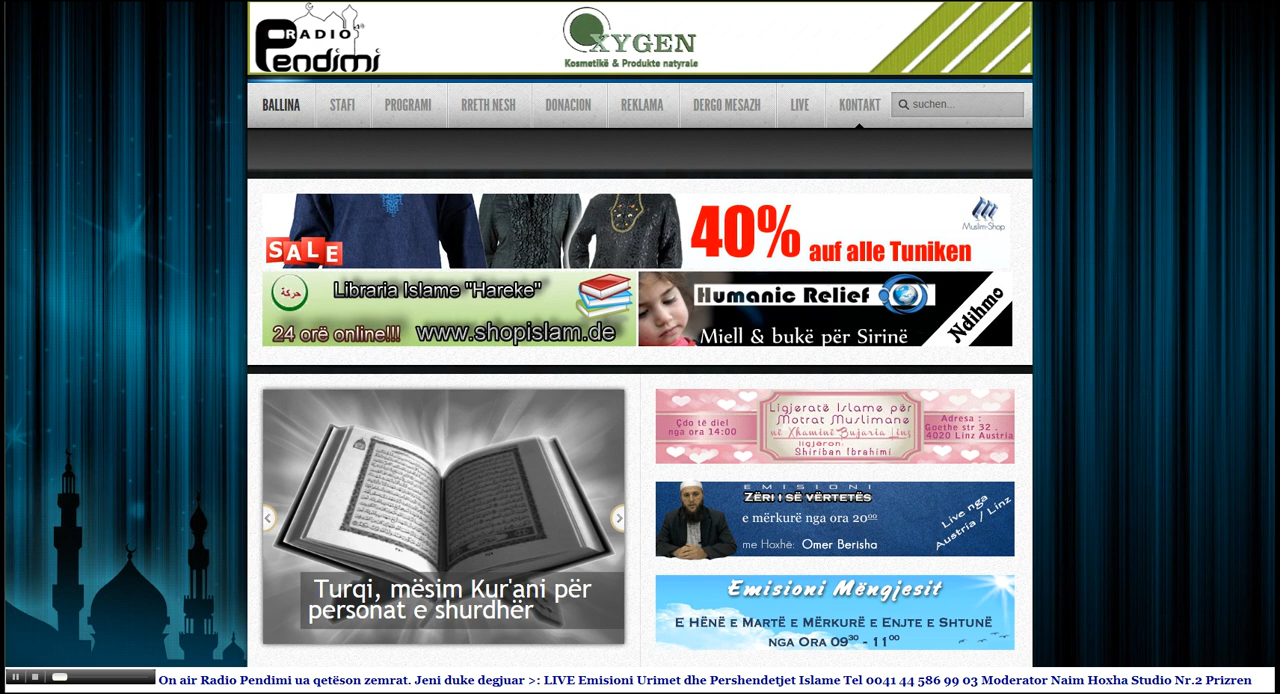 RADIO
Pendimi
OXYGEN
Kosmetikë & Produkte natyrale
BALLINA STAFI PROGRAMI RRETH NESH DONACION REKLAMA DERGO MESAZH LIVE KONTAKT suchen...
SALE
40% auf alle Tuniken
Muslim-Shop
حركة
Libraria Islame "Hareke"
24 orë online!!! www.shopislam.de
Humanic Relief
Miell & bukë për Sirinë
Ndihmo
Turqi, mësim Kur'ani për
personat e shurdhër
Çdo të diel
nga ora 14:00
Ligjeratë Islame për
Motrat Muslimane
në Xhaminë Bujaria Linz
ligjëron:
Shiriban Ibrahimi
Adresa :
Goethe str 32 .
4020 Linz Austria
EMISIONI
ZËRI I SË VËRTETËS
e mërkurë nga ora 20⁰⁰
me Hoxhë: Omer Berisha
Live nga
Austria / Linz
Emisioni Mëngjesit
E HËNË E MARTË E MËRKURË E ENJTE E SHTUNË
NGA ORA 09³⁰ - 11⁰⁰
On air Radio Pendimi ua qetëson zemrat. Jeni duke degjuar >: LIVE Emisioni Urimet dhe Pershendetjet Islame Tel 0041 44 586 99 03 Moderator Naim Hoxha Studio Nr.2 Prizren